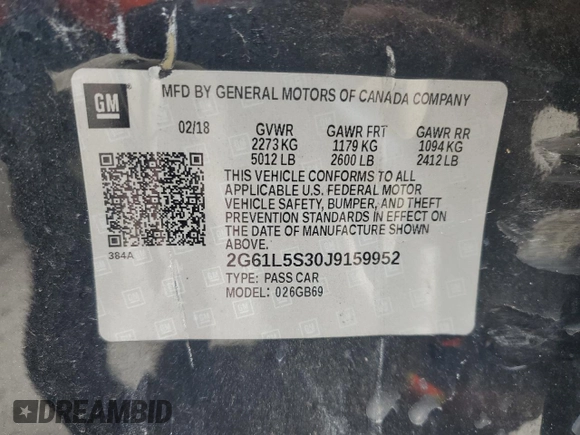 GM
MFD BY GENERAL MOTORS OF CANADA COMPANY
02/18 GVWR GAWR FRT GAWR RR
2273 KG 1179 KG 1094 KG
5012 LB 2600 LB 2412 LB
THIS VEHICLE CONFORMS TO ALL
APPLICABLE U.S. FEDERAL MOTOR
VEHICLE SAFETY, BUMPER, AND THEFT
PREVENTION STANDARDS IN EFFECT ON
THE DATE OF MANUFACTURE SHOWN
ABOVE.
384A
2G61L5S30J9159952
TYPE: PASS CAR
MODEL: 026GB69
DREAMBID